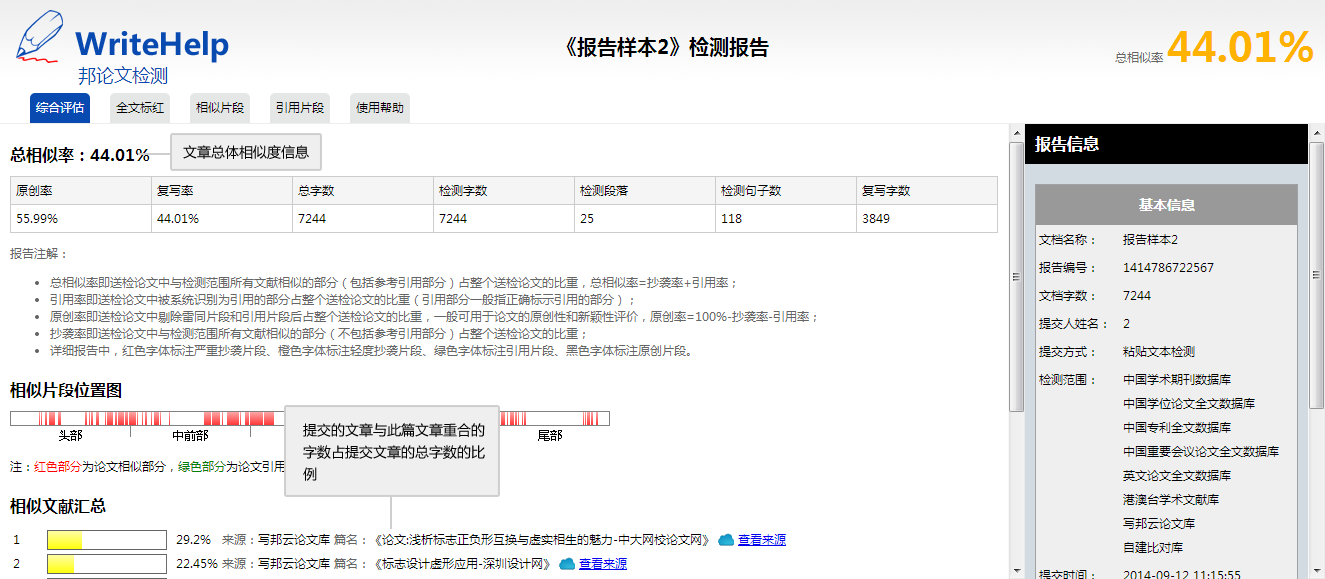 WriteHelp
邦论文检测
《报告样本2》检测报告
总相似率 44.01%
综合评估 全文标红 相似片段 引用片段 使用帮助
总相似率：44.01%
文章总体相似度信息
原创率 复写率 总字数 检测字数 检测段落 检测句子数 复写字数
55.99% 44.01% 7244 7244 25 118 3849
报告注解：
总相似率即送检论文中与检测范围所有文献相似的部分（包括参考引用部分）占整个送检论文的比重，总相似率=抄袭率+引用率；
引用率即送检论文中被系统识别为引用的部分占整个送检论文的比重（引用部分一般指正确标示引用的部分）；
原创率即送检论文中剔除雷同片段和引用片段后占整个送检论文的比重，一般可用于论文的原创性和新颖性评价，原创率=100%-抄袭率-引用率；
抄袭率即送检论文中与检测范围所有文献相似的部分（不包括参考引用部分）占整个送检论文的比重；
详细报告中，红色字体标注严重抄袭片段、橙色字体标注轻度抄袭片段、绿色字体标注引用片段、黑色字体标注原创片段。
相似片段位置图
头部 中前部 尾部
提交的文章与此篇文章重合的
字数占提交文章的总字数的比
例
注：红色部分为论文相似部分，绿色部分为论文引用
相似文献汇总
1 29.2% 来源：写邦云论文库 篇名：《论文:浅析标志正负形互换与虚实相生的魅力-中大网校论文网》 查看来源
2 22.45% 来源：写邦云论文库 篇名：《标志设计虚形应用-深圳设计网》 查看来源
报告信息
基本信息
文档名称： 报告样本2
报告编号： 1414786722567
文档字数： 7244
提交人姓名： 2
提交方式： 粘贴文本检测
检测范围： 中国学术期刊数据库
中国学位论文全文数据库
中国专利全文数据库
中国重要会议论文全文数据库
英文论文全文数据库
港澳台学术文献库
写邦云论文库
自建比对库
提交时间： 2014-09-12 11:15:55